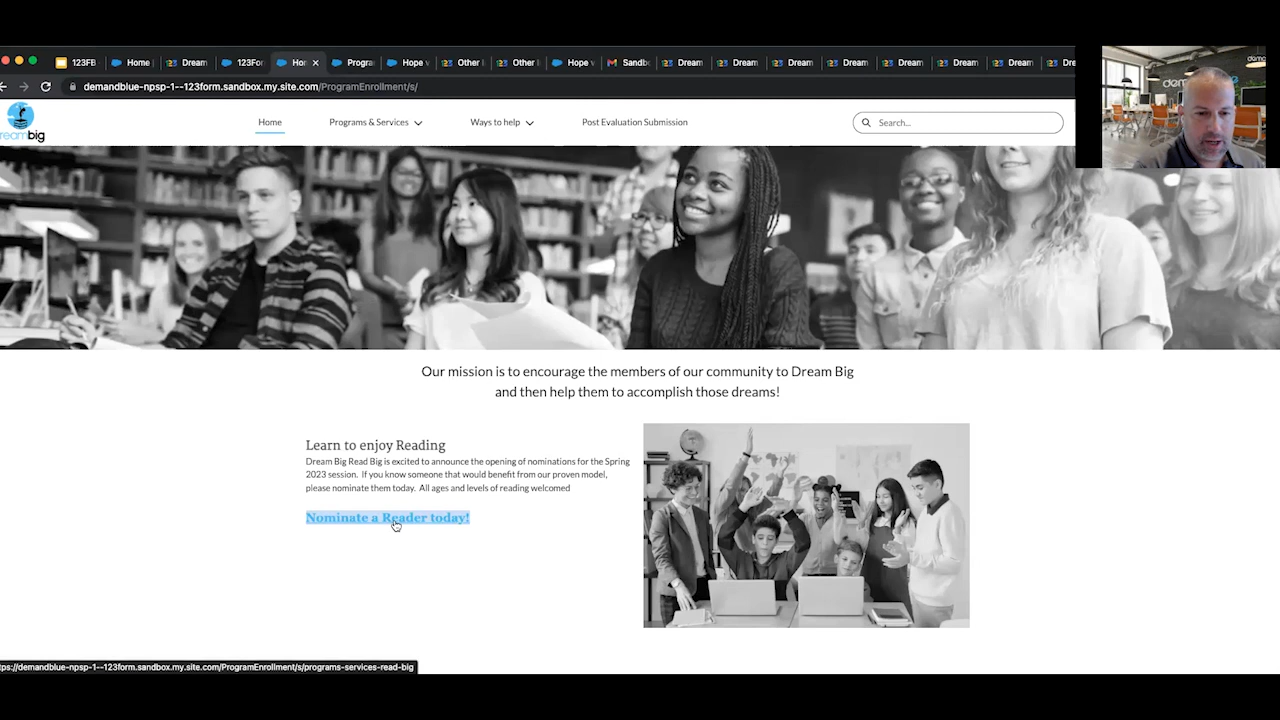 123FB
Home
Dream
123For
Hor
Progra
Hope v
Other l
Other l
Hope v
Sandb
Dream
Dream
Dream
Dream
Dream
Dream
Dream
Dre
demandblue-npsp-1--123form.sandbox.my.site.com/ProgramEnrollment/s/
reambig
Home
Programs & Services
Ways to help
Post Evaluation Submission
Search...
Our mission is to encourage the members of our community to Dream Big
and then help them to accomplish those dreams!
Learn to enjoy Reading
Dream Big Read Big is excited to announce the opening of nominations for the Spring
2023 session. If you know someone that would benefit from our proven model,
please nominate them today. All ages and levels of reading welcomed
Nominate a Reader today!
tps://demandblue-npsp-1--123form.sandbox.my.site.com/ProgramEnrollment/s/programs-services-read-big